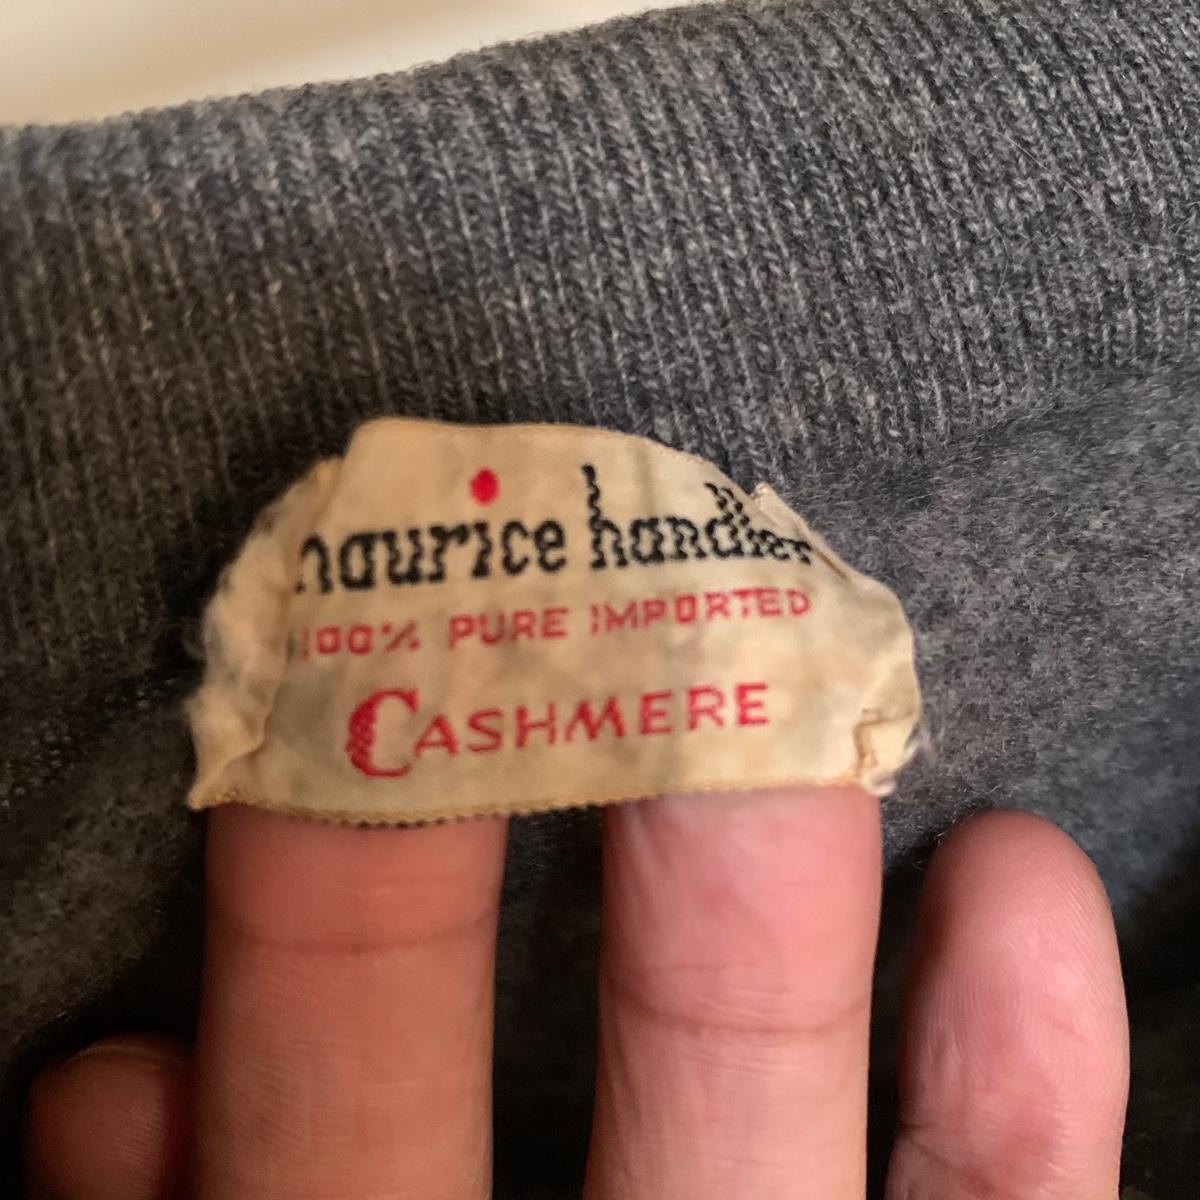 maurice handler
100% PURE IMPORTED
CASHMERE